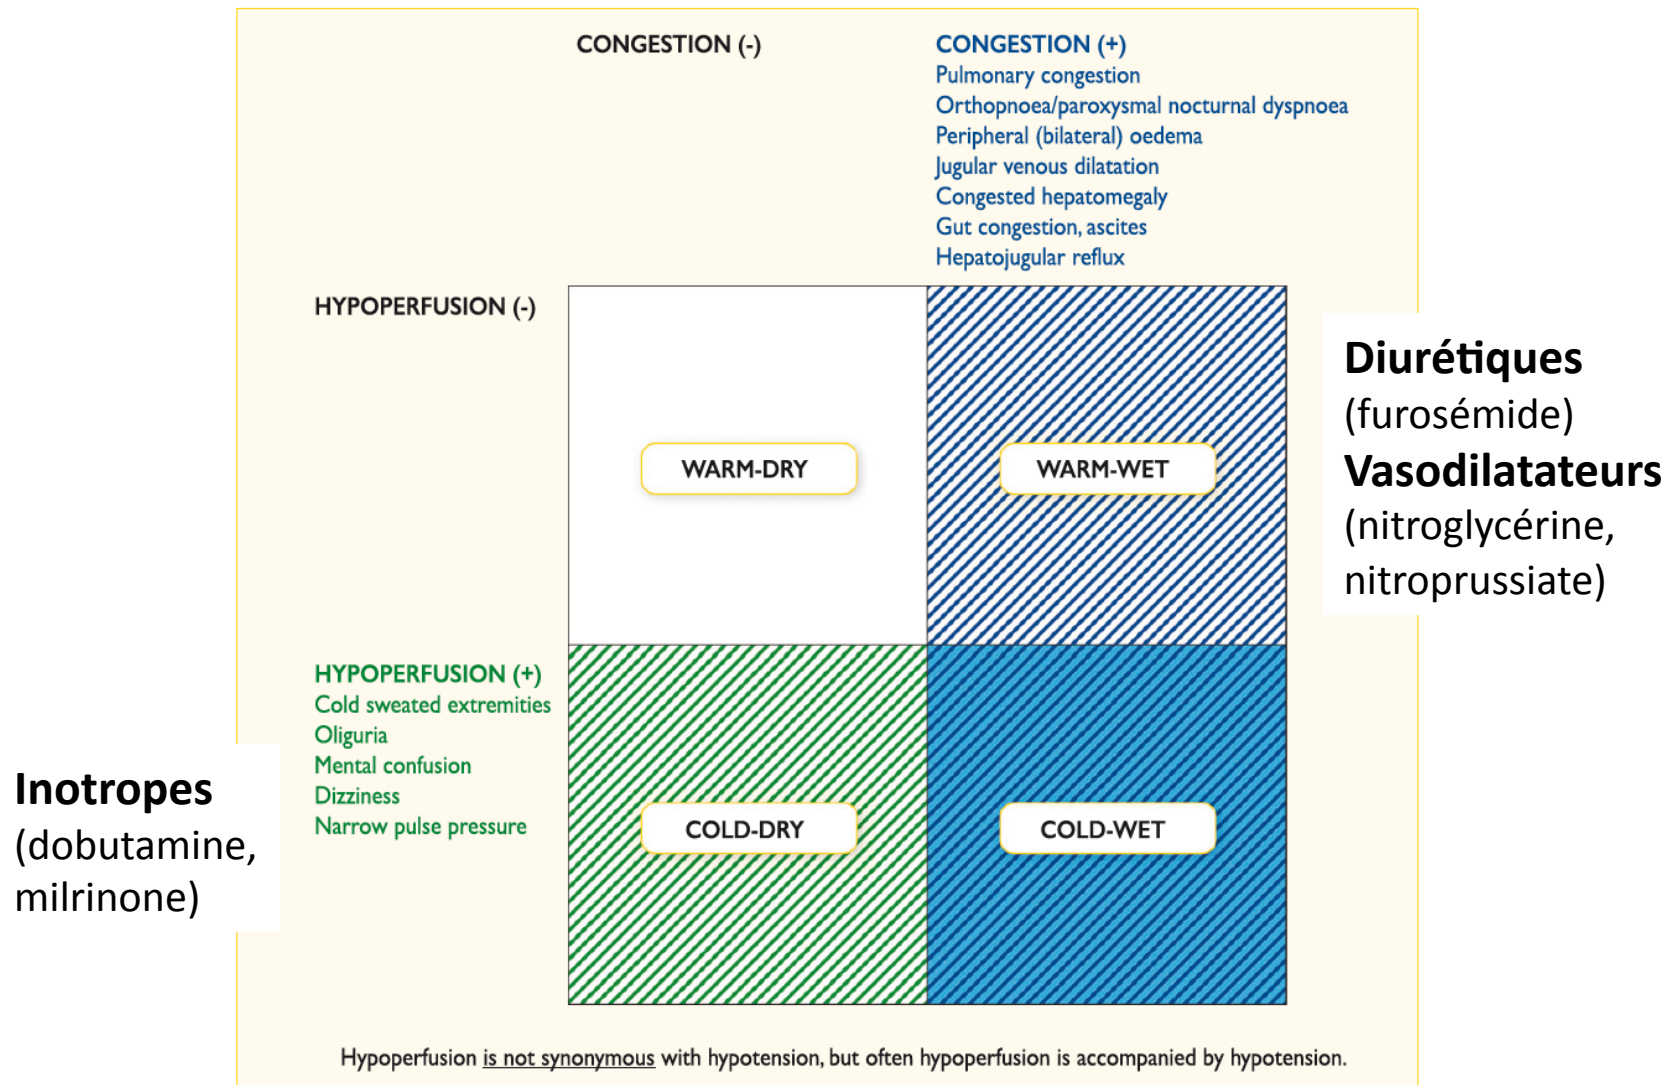 CONGESTION (-)
CONGESTION (+)
Pulmonary congestion
Orthopnoea/paroxysmal nocturnal dyspnoea
Peripheral (bilateral) oedema
Jugular venous dilatation
Congested hepatomegaly
Gut congestion, ascites
Hepatojugular reflux
HYPOPERFUSION (-)
WARM-DRY
WARM-WET
Diurétiques
(furosémide)
Vasodilatateurs
(nitroglycérine,
nitroprussiate)
HYPOPERFUSION (+)
Cold sweated extremities
Oliguria
Mental confusion
Dizziness
Narrow pulse pressure
Inotropes
(dobutamine,
milrinone)
COLD-DRY
COLD-WET
Hypoperfusion is not synonymous with hypotension, but often hypoperfusion is accompanied by hypotension.